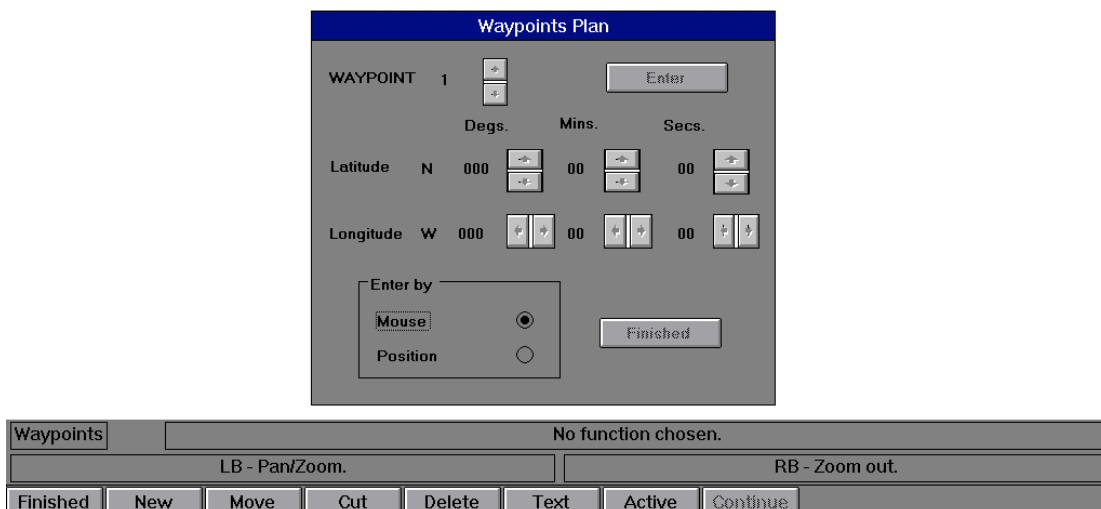 Waypoints Plan
WAYPOINT 1 Enter
Degs. Mins. Secs.
Latitude N 000 00 00
Longitude W 000 00 00
Enter by
Mouse
Position
Finished
Waypoints No function chosen.
LB - Pan/Zoom. RB - Zoom out.
Finished New Move Cut Delete Text Active Continue